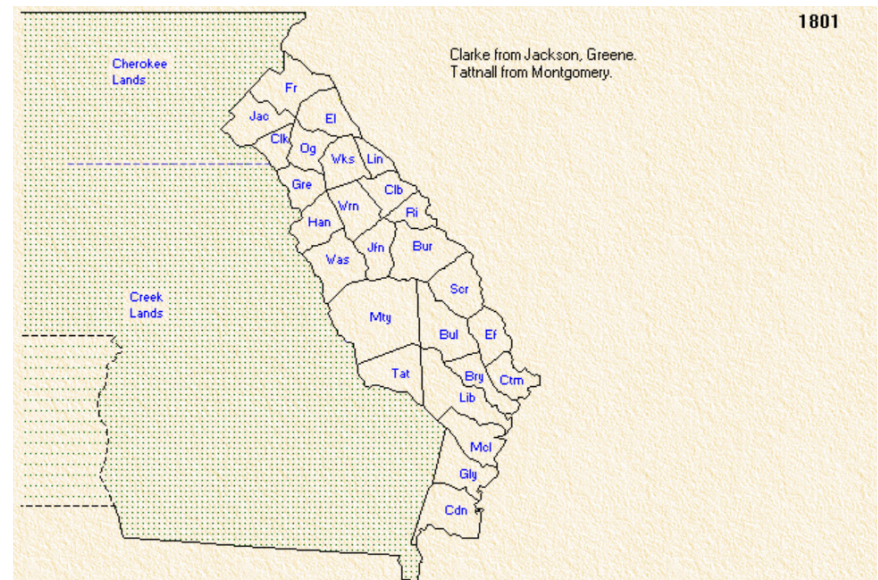 1801
Clarke from Jackson, Greene.
Tattnall from Montgomery.
Cherokee
Lands
Fr
Jac
El
Clk
Og
Wks
Lin
Gre
Clb
Wrn
Ri
Han
Jfn
Bur
Was
Scr
Creek
Lands
Mty
Bul
Ef
Tat
Bry
Ctm
Lib
McI
Gly
Cdn